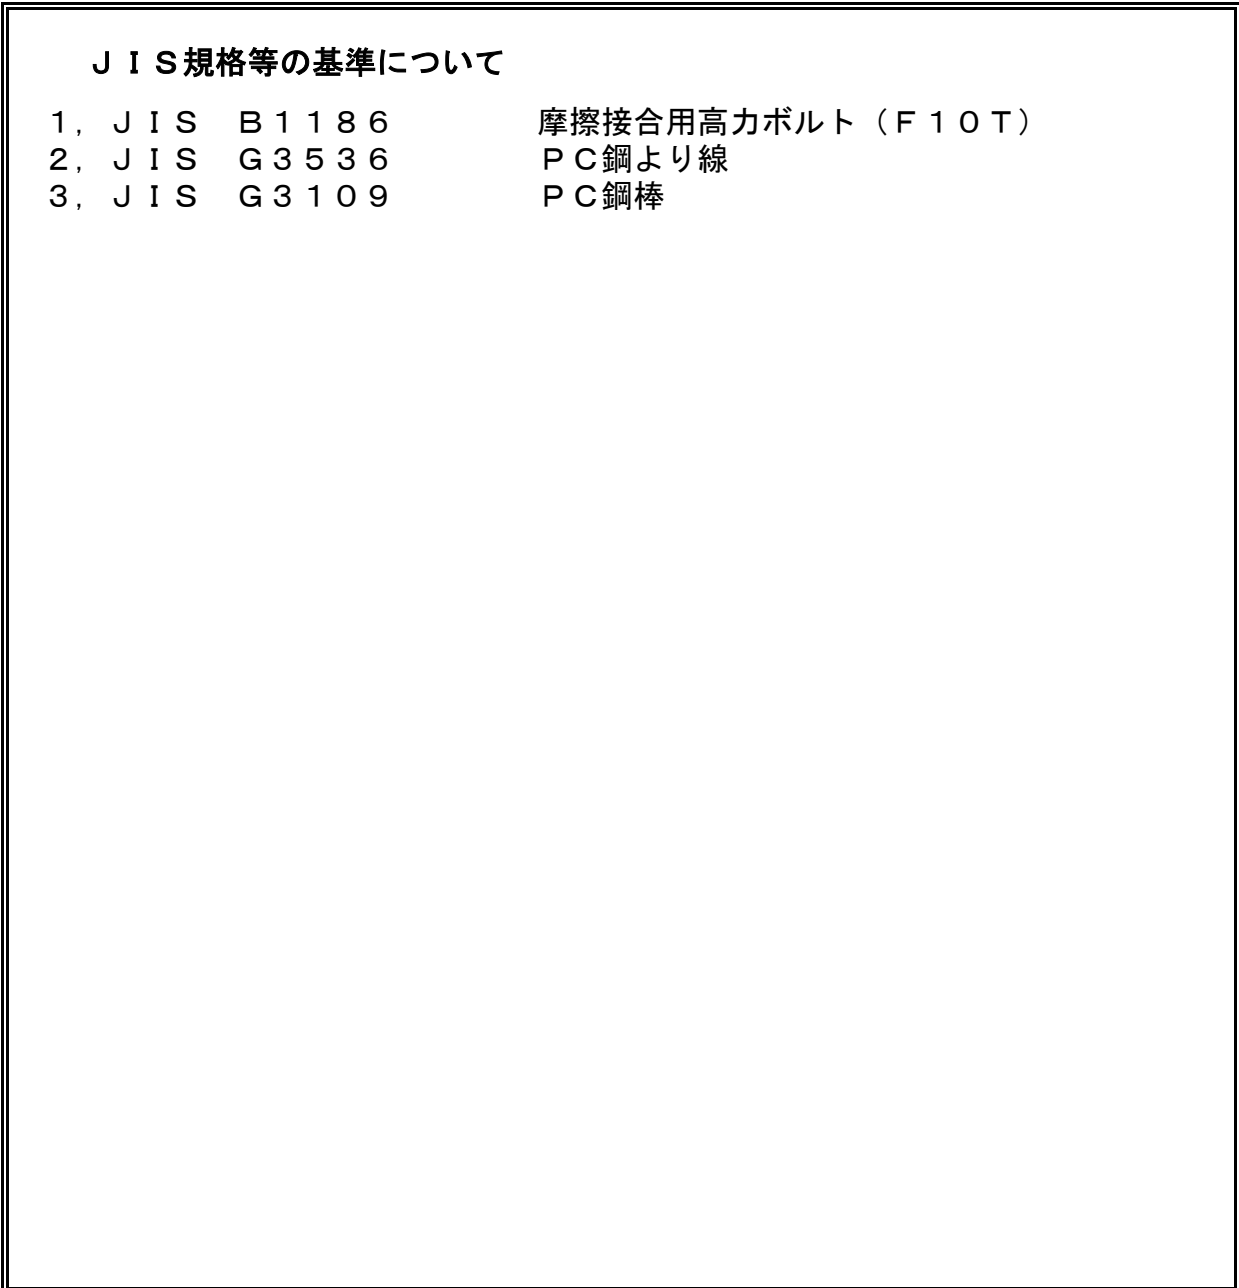 ＪＩＳ規格等の基準について
１，ＪＩＳ　Ｂ１１８６　　　　摩擦接合用高力ボルト（Ｆ１０Ｔ）
２，ＪＩＳ　Ｇ３５３６　　　　ＰＣ鋼より線
３，ＪＩＳ　Ｇ３１０９　　　　ＰＣ鋼棒